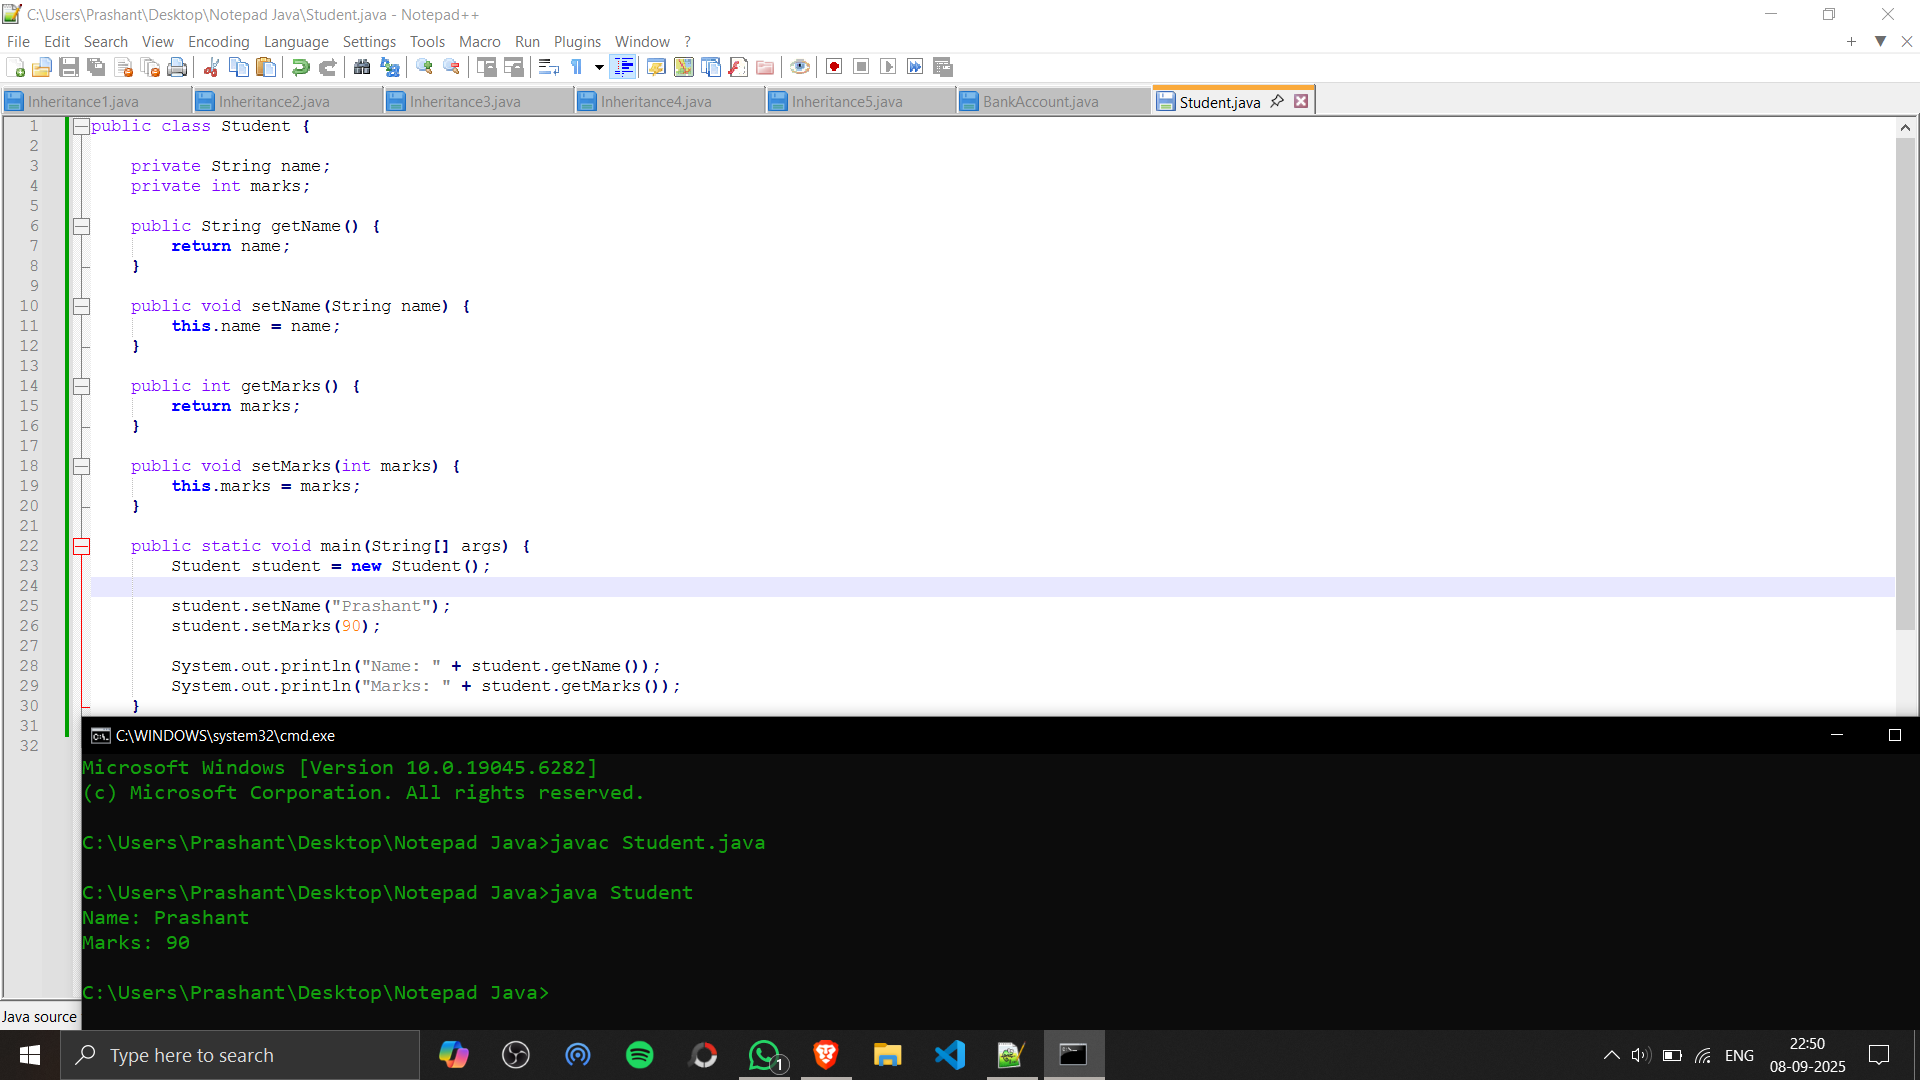 C:\Users\Prashant\Desktop\Notepad Java\Student.java - Notepad++
File Edit Search View Encoding Language Settings Tools Macro Run Plugins Window ?
Inheritance1.java Inheritance2.java Inheritance3.java Inheritance4.java Inheritance5.java BankAccount.java Student.java
1 public class Student {
2
3 private String name;
4 private int marks;
5
6 public String getName() {
7 return name;
8 }
9
10 public void setName(String name) {
11 this.name = name;
12 }
13
14 public int getMarks() {
15 return marks;
16 }
17
18 public void setMarks(int marks) {
19 this.marks = marks;
20 }
21
22 public static void main(String[] args) {
23 Student student = new Student();
24
25 student.setName("Prashant");
26 student.setMarks(90);
27
28 System.out.println("Name: " + student.getName());
29 System.out.println("Marks: " + student.getMarks());
30 }
31
32
C:\WINDOWS\system32\cmd.exe
Microsoft Windows [Version 10.0.19045.6282]
(c) Microsoft Corporation. All rights reserved.
C:\Users\Prashant\Desktop\Notepad Java>javac Student.java
C:\Users\Prashant\Desktop\Notepad Java>java Student
Name: Prashant
Marks: 90
C:\Users\Prashant\Desktop\Notepad Java>
Java source
Type here to search
1
ENG
22:50
08-09-2025